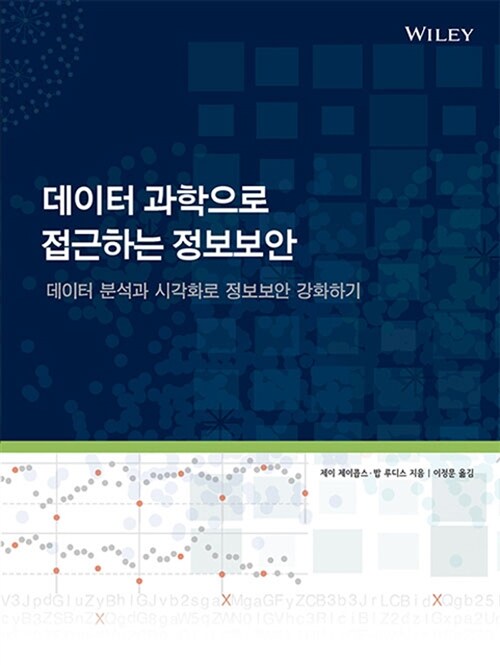 WILEY
데이터 과학으로
접근하는 정보보안
데이터 분석과 시각화로 정보보안 강화하기
제이 제이콥스 · 밥 루디스 지음 | 이정문 옮김
V3JpdGluZyBhIGJvb2sgaXMgaGFyZCB3b3JrLCBidXQgb25